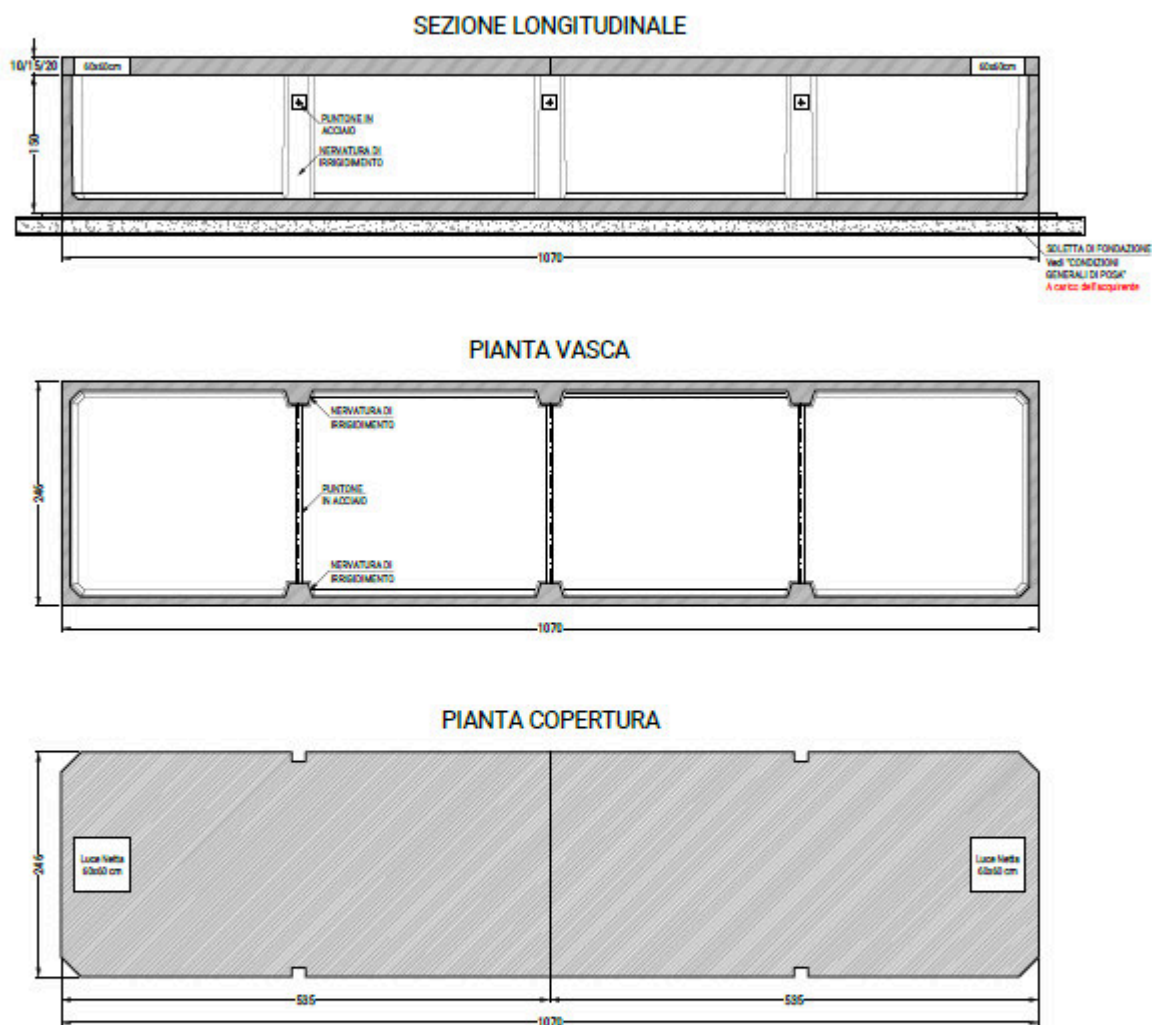 SEZIONE LONGITUDINALE
10/15/20
60x60cm
60x60cm
PUNTONE IN
ACCIAIO
150
NERVATURA DI
IRRIGIDIMENTO
1070
SOLETTA DI FONDAZIONE
Vedi "CONDIZIONI
GENERALI DI POSA"
A carico dell'acquirente
PIANTA VASCA
NERVATURA DI
IRRIGIDIMENTO
246
PUNTONE
IN ACCIAIO
NERVATURA DI
IRRIGIDIMENTO
1070
PIANTA COPERTURA
246
Luce Netta
60x60 cm
Luce Netta
60x60 cm
535
535
1070